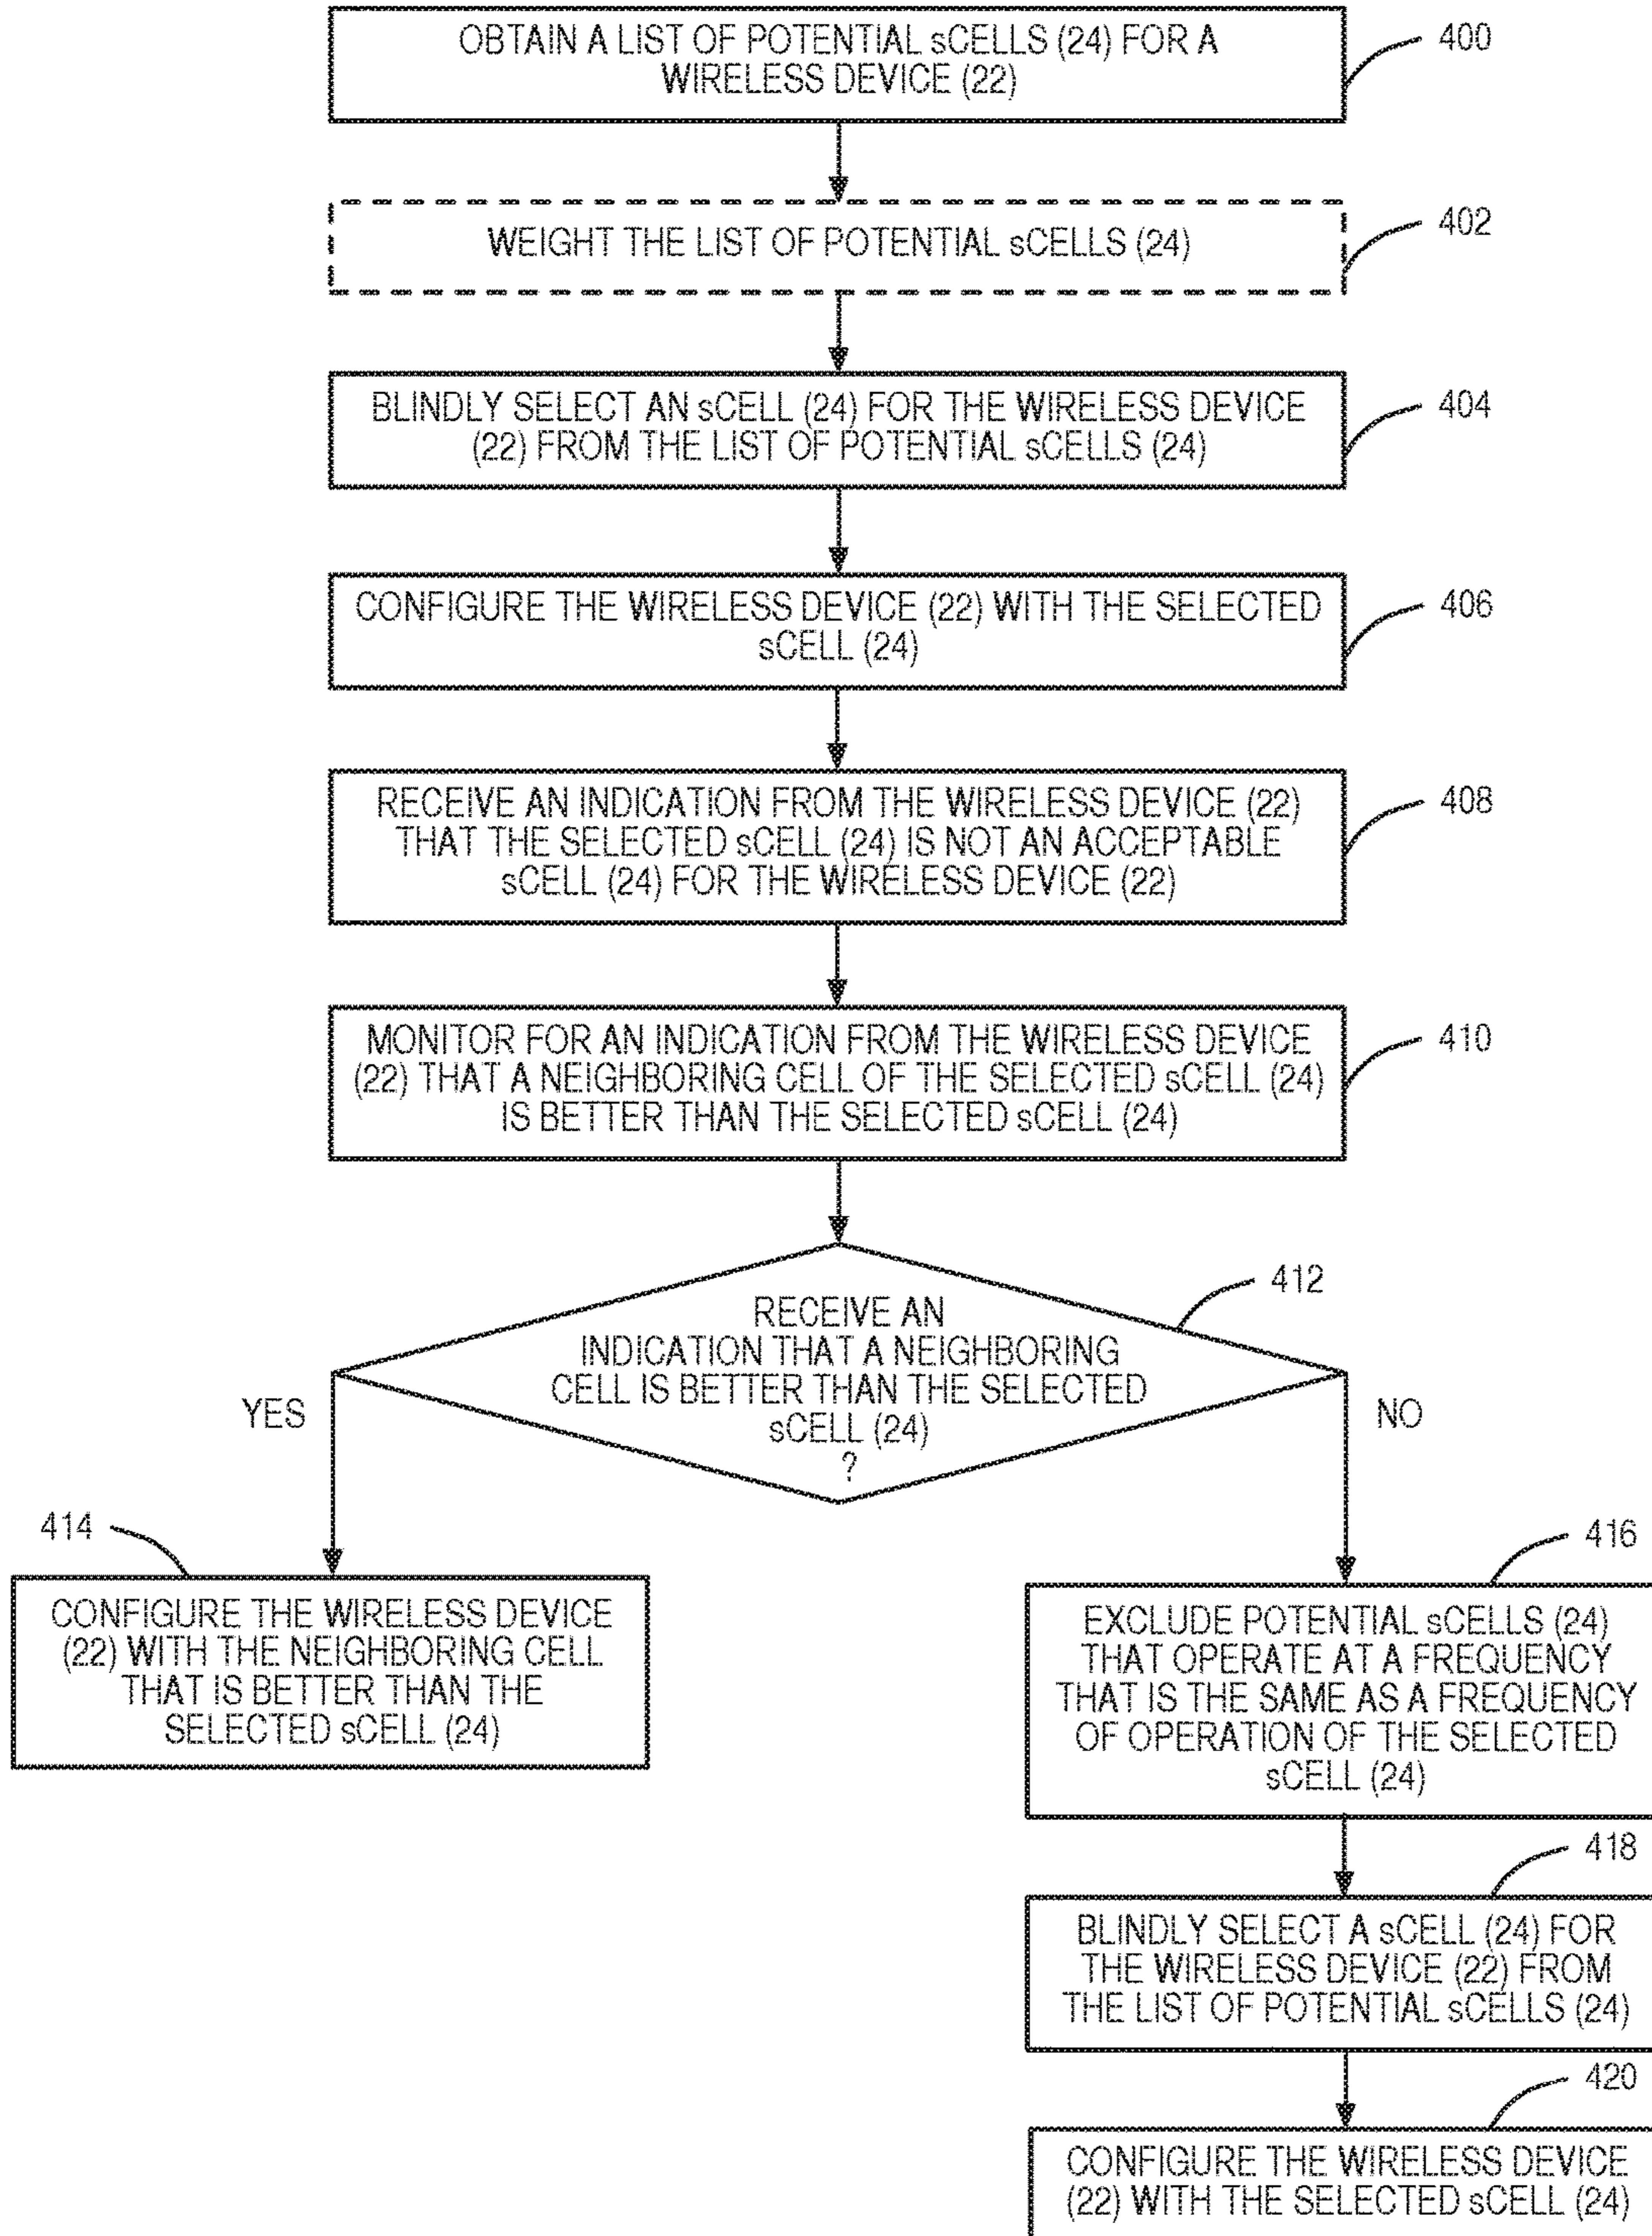 OBTAIN A LIST OF POTENTIAL sCELLS (24) FOR A
WIRELESS DEVICE (22)
400
WEIGHT THE LIST OF POTENTIAL sCELLS (24)
402
BLINDLY SELECT AN sCELL (24) FOR THE WIRELESS DEVICE
(22) FROM THE LIST OF POTENTIAL sCELLS (24)
404
CONFIGURE THE WIRELESS DEVICE (22) WITH THE SELECTED
sCELL (24)
406
RECEIVE AN INDICATION FROM THE WIRELESS DEVICE (22)
THAT THE SELECTED sCELL (24) IS NOT AN ACCEPTABLE
sCELL (24) FOR THE WIRELESS DEVICE (22)
408
MONITOR FOR AN INDICATION FROM THE WIRELESS DEVICE
(22) THAT A NEIGHBORING CELL OF THE SELECTED sCELL (24)
IS BETTER THAN THE SELECTED sCELL (24)
410
412
RECEIVE AN
INDICATION THAT A NEIGHBORING
CELL IS BETTER THAN THE SELECTED
sCELL (24)
?
YES
NO
414
CONFIGURE THE WIRELESS DEVICE
(22) WITH THE NEIGHBORING CELL
THAT IS BETTER THAN THE
SELECTED sCELL (24)
416
EXCLUDE POTENTIAL sCELLS (24)
THAT OPERATE AT A FREQUENCY
THAT IS THE SAME AS A FREQUENCY
OF OPERATION OF THE SELECTED
sCELL (24)
418
BLINDLY SELECT A sCELL (24) FOR
THE WIRELESS DEVICE (22) FROM
THE LIST OF POTENTIAL sCELLS (24)
420
CONFIGURE THE WIRELESS DEVICE
(22) WITH THE SELECTED sCELL (24)